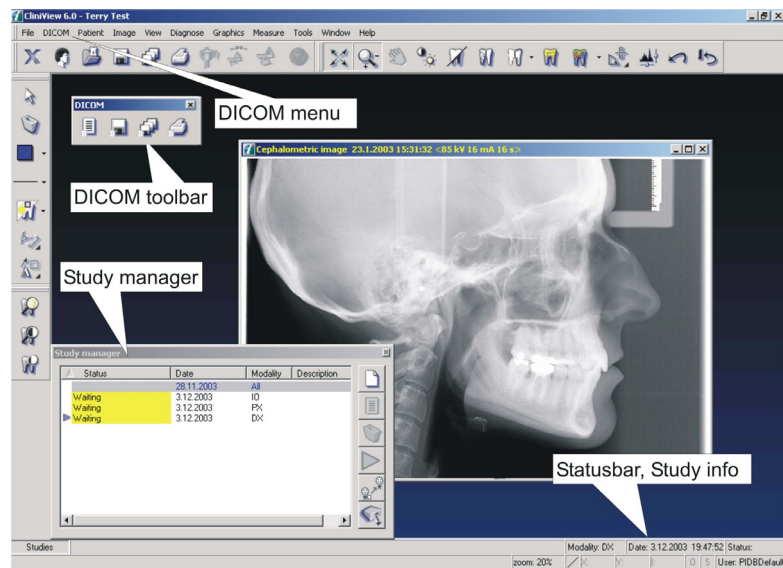 CliniView 6.0 - Terry Test
File DICOM Patient Image View Diagnose Graphics Measure Tools Window Help
DICOM
DICOM menu
Cephalometric image 23.1.2003 15:31:32 <85 kV 16 mA 16 s>
DICOM toolbar
Study manager
Study manager
Status Date Modality Description
28.11.2003 All
Waiting 3.12.2003 IO
Waiting 3.12.2003 PX
Waiting 3.12.2003 DX
Statusbar, Study info
Studies Modality: DX Date: 3.12.2003 19:47:52 Status:
zoom: 20% X: Y: I: O S User: PIDBDefaul